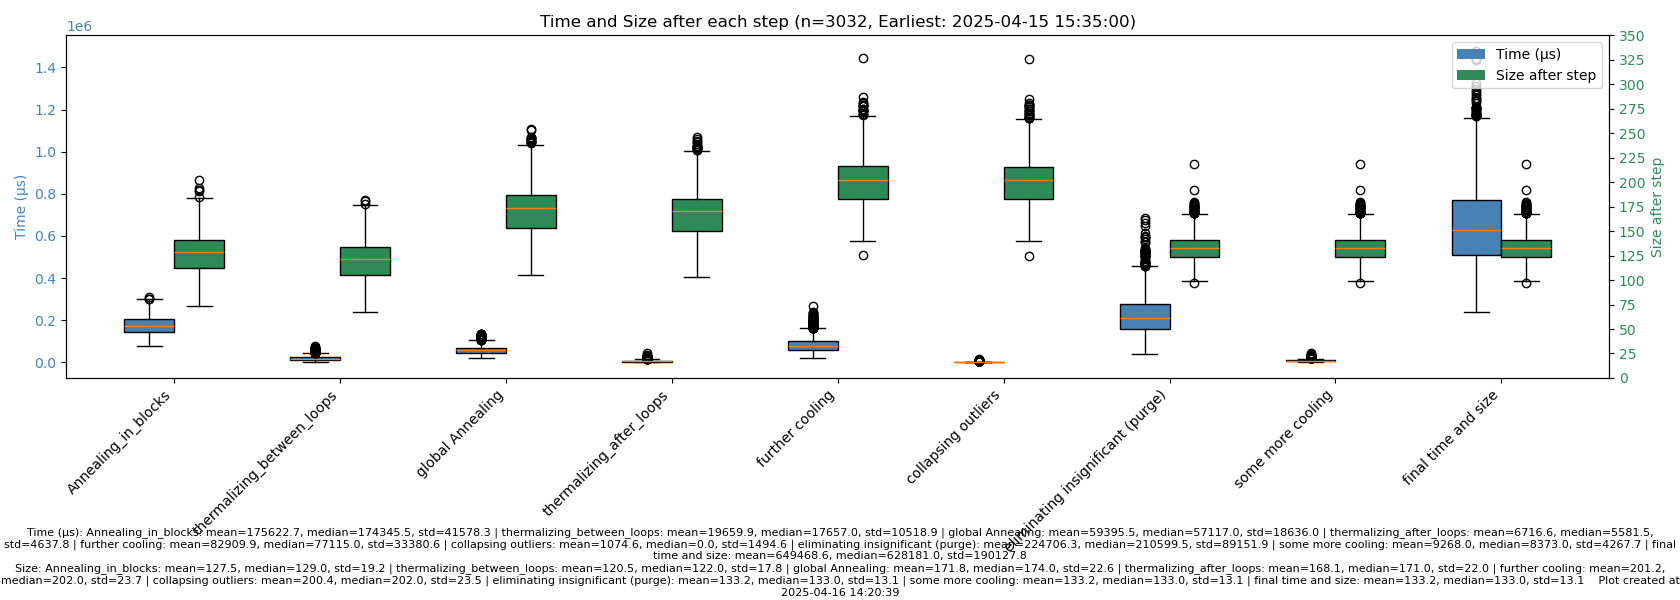 Time and Size after each step (n=3032, Earliest: 2025-04-15 15:35:00)
1e6
Time (µs)
Size after step
1.4
1.2
1.0
0.8
0.6
0.4
0.2
0.0
Time (µs)
350
325
300
275
250
225
200
175
150
125
100
75
50
25
0
Size after step
Annealing_in_blocks
thermalizing_between_loops
global Annealing
thermalizing_after_loops
further cooling
collapsing outliers
eliminating insignificant (purge)
some more cooling
final time and size
Time (µs): Annealing_in_blocks: mean=175622.7, median=174345.5, std=41578.3 | thermalizing_between_loops: mean=19659.9, median=17657.0, std=10518.9 | global Annealing: mean=59395.5, median=57117.0, std=18636.0 | thermalizing_after_loops: mean=6716.6, median=5581.5,
std=4637.8 | further cooling: mean=82909.9, median=77115.0, std=33380.6 | collapsing outliers: mean=1074.6, median=0.0, std=1494.6 | eliminating insignificant (purge): mean=224706.3, median=210599.5, std=89151.9 | some more cooling: mean=9268.0, median=8373.0, std=4267.7 | final
time and size: mean=649468.6, median=628181.0, std=190127.8
Size: Annealing_in_blocks: mean=127.5, median=129.0, std=19.2 | thermalizing_between_loops: mean=120.5, median=122.0, std=17.8 | global Annealing: mean=171.8, median=174.0, std=22.6 | thermalizing_after_loops: mean=168.1, median=171.0, std=22.0 | further cooling: mean=201.2,
median=202.0, std=23.7 | collapsing outliers: mean=200.4, median=202.0, std=23.5 | eliminating insignificant (purge): mean=133.2, median=133.0, std=13.1 | some more cooling: mean=133.2, median=133.0, std=13.1 | final time and size: mean=133.2, median=133.0, std=13.1    Plot created at
2025-04-16 14:20:39